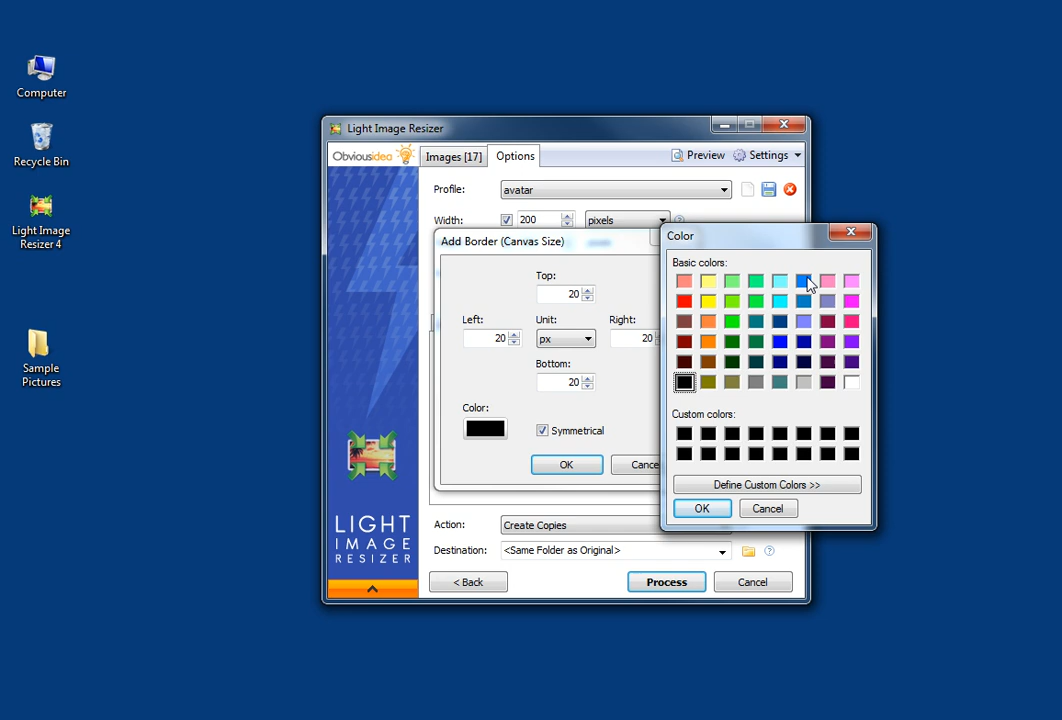 Computer
Recycle Bin
Light Image
Resizer 4
Sample
Pictures
Light Image Resizer
Obviousidea
Images [17]
Options
Preview
Settings
Profile:
avatar
Width:
200
pixels
pixels
Add Border (Canvas Size)
Top:
20
Left:
20
Unit:
px
Right:
20
Bottom:
20
Color:
Symmetrical
OK
Cance
Color
Basic colors:
Custom colors:
Define Custom Colors >>
OK
Cancel
LIGHT
IMAGE
RESIZER
Action:
Create Copies
Destination:
<Same Folder as Original>
< Back
Process
Cancel